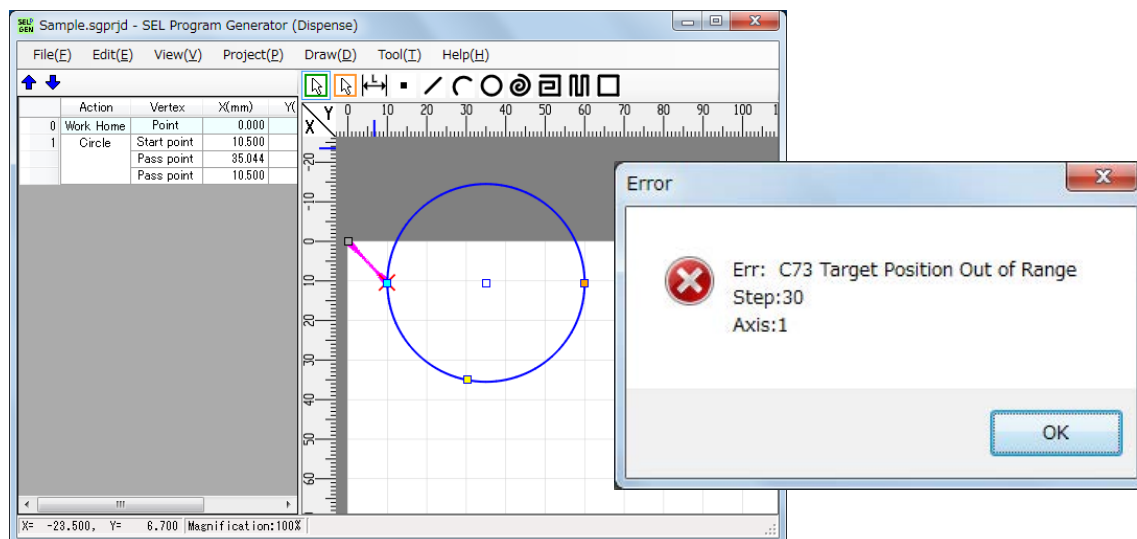 SELP GEN Sample.sgprjd - SEL Program Generator (Dispense)
File(F) Edit(E) View(V) Project(P) Draw(D) Tool(T) Help(H)
L
Action Vertex X(mm) Y(
0 Work Home Point 0.000
1 Circle Start point 10.500
Pass point 35.044
Pass point 10.500
Y 0 10 20 30 40 50 60 70 80 90 100 1
X
-20
-10
0
10
20
30
40
50
60
X= -23.500, Y= 6.700 Magnification:100%
Error
Err: C73 Target Position Out of Range
Step:30
Axis:1
OK